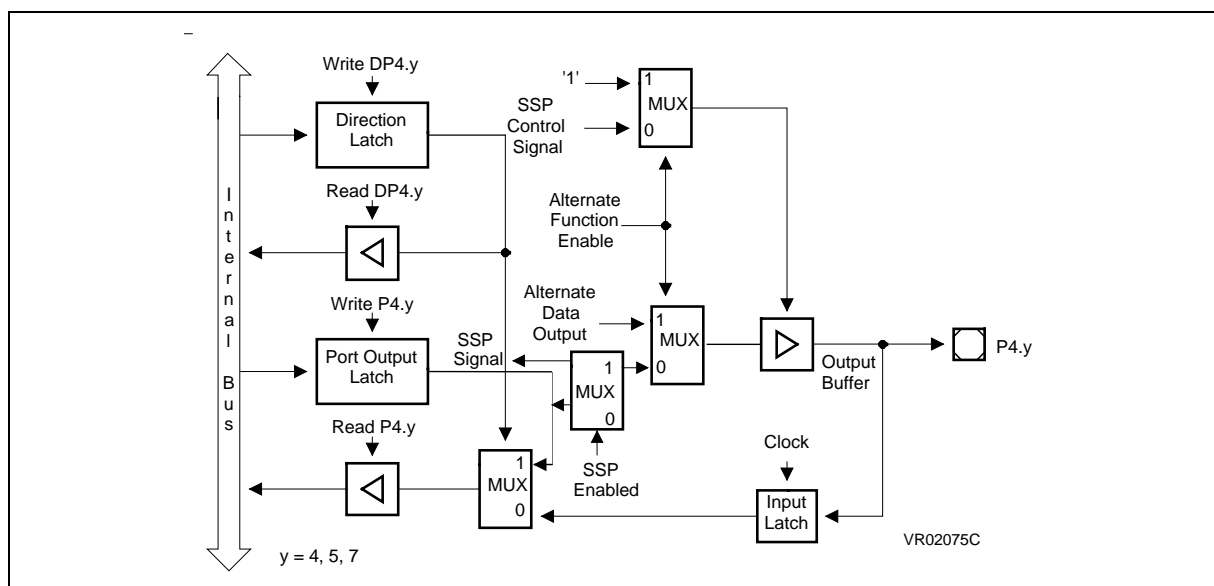 Write DP4.y
Direction
Latch
Read DP4.y
Write P4.y
Port Output
Latch
Read P4.y
Internal Bus
y = 4, 5, 7
'1'
SSP
Control
Signal
1
MUX
0
Alternate
Function
Enable
Alternate
Data
Output
1
MUX
0
SSP
Signal
1
MUX
0
SSP
Enabled
1
MUX
0
Output
Buffer
P4.y
Clock
Input
Latch
VR02075C